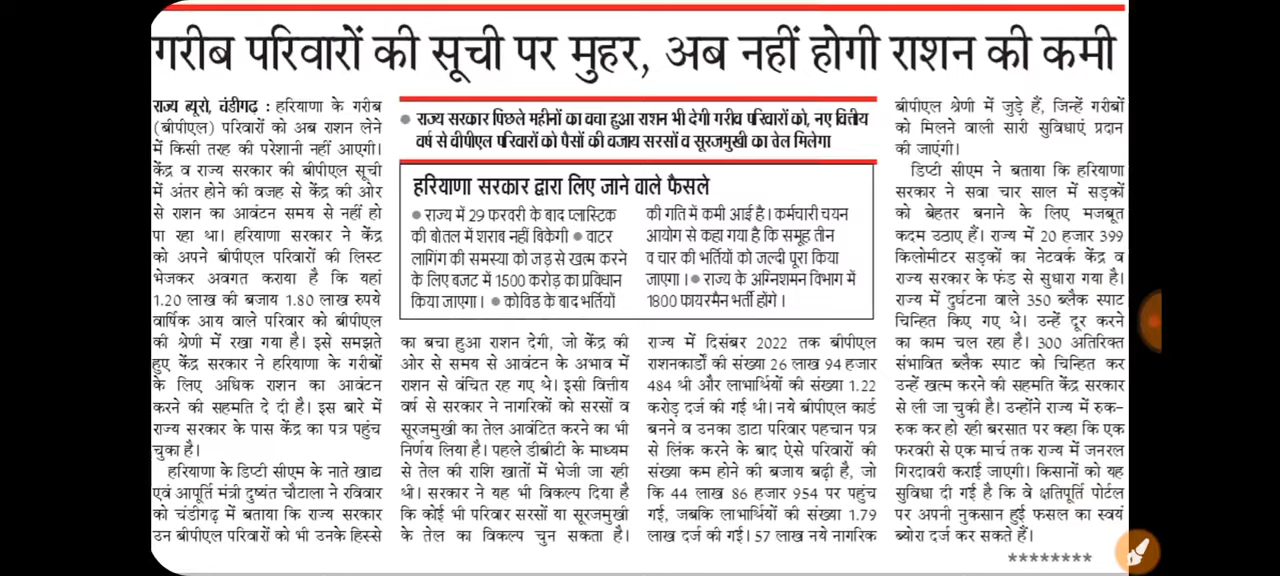 गरीब परिवारों की सूची पर मुहर, अब नहीं होगी राशन की कमी
राज्य ब्यूरो, चंडीगढ़ : हरियाणा के गरीब
(बीपीएल) परिवारों को अब राशन लेने
में किसी तरह की परेशानी नहीं आएगी।
केंद्र व राज्य सरकार की बीपीएल सूची
में अंतर होने की वजह से केंद्र की ओर
से राशन का आवंटन समय से नहीं हो
पा रहा था। हरियाणा सरकार ने केंद्र
को अपने बीपीएल परिवारों की लिस्ट
भेजकर अवगत कराया है कि यहां
1.20 लाख की बजाय 1.80 लाख रुपये
वार्षिक आय वाले परिवार को बीपीएल
की श्रेणी में रखा गया है। इसे समझते
हुए केंद्र सरकार ने हरियाणा के गरीबों
के लिए अधिक राशन का आवंटन
करने की सहमति दे दी है। इस बारे में
राज्य सरकार के पास केंद्र का पत्र पहुंच
चुका है।
हरियाणा के डिप्टी सीएम के नाते खाद्य
एवं आपूर्ति मंत्री दुष्यंत चौटाला ने रविवार
को चंडीगढ़ में बताया कि राज्य सरकार
उन बीपीएल परिवारों को भी उनके हिस्से
● राज्य सरकार पिछले महीनों का बचा हुआ राशन भी देगी गरीब परिवारों को, नए वित्तीय
वर्ष से बीपीएल परिवारों को पैसों की बजाय सरसों व सूरजमुखी का तेल मिलेगा
हरियाणा सरकार द्वारा लिए जाने वाले फैसले
● राज्य में 29 फरवरी के बाद प्लास्टिक
की बोतल में शराब नहीं बिकेगी ● वाटर
लागिंग की समस्या को जड़ से खत्म करने
के लिए बजट में 1500 करोड़ का प्रविधान
किया जाएगा। ● कोविड के बाद भर्तियों
की गति में कमी आई है। कर्मचारी चयन
आयोग से कहा गया है कि समूह तीन
व चार की भर्तियों को जल्दी पूरा किया
जाएगा। ● राज्य के अग्निशमन विभाग में
1800 फायरमैन भर्ती होंगे।
का बचा हुआ राशन देगी, जो केंद्र की
ओर से समय से आवंटन के अभाव में
राशन से वंचित रह गए थे। इसी वित्तीय
वर्ष से सरकार ने नागरिकों को सरसों व
सूरजमुखी का तेल आवंटित करने का भी
निर्णय लिया है। पहले डीबीटी के माध्यम
से तेल की राशि खातों में भेजी जा रही
थी। सरकार ने यह भी विकल्प दिया है
कि कोई भी परिवार सरसों या सूरजमुखी
के तेल का विकल्प चुन सकता है।
राज्य में दिसंबर 2022 तक बीपीएल
राशनकार्डों की संख्या 26 लाख 94 हजार
484 थी और लाभार्थियों की संख्या 1.22
करोड़ दर्ज की गई थी। नये बीपीएल कार्ड
बनने व उनका डाटा परिवार पहचान पत्र
से लिंक करने के बाद ऐसे परिवारों की
संख्या कम होने की बजाय बढ़ी है, जो
कि 44 लाख 86 हजार 954 पर पहुंच
गई, जबकि लाभार्थियों की संख्या 1.79
लाख दर्ज की गई। 57 लाख नये नागरिक
बीपीएल श्रेणी में जुड़े हैं, जिन्हें गरीबों
को मिलने वाली सारी सुविधाएं प्रदान
की जाएंगी।
डिप्टी सीएम ने बताया कि हरियाणा
सरकार ने सवा चार साल में सड़कों
को बेहतर बनाने के लिए मजबूत
कदम उठाए हैं। राज्य में 20 हजार 399
किलोमीटर सड़कों का नेटवर्क केंद्र व
राज्य सरकार के फंड से सुधारा गया है।
राज्य में दुर्घटना वाले 350 ब्लैक स्पाट
चिन्हित किए गए थे। उन्हें दूर करने
का काम चल रहा है। 300 अतिरिक्त
संभावित ब्लैक स्पाट को चिन्हित कर
उन्हें खत्म करने की सहमति केंद्र सरकार
से ली जा चुकी है। उन्होंने राज्य में रुक-
रुक कर हो रही बरसात पर कहा कि एक
फरवरी से एक मार्च तक राज्य में जनरल
गिरदावरी कराई जाएगी। किसानों को यह
सुविधा दी गई है कि वे क्षतिपूर्ति पोर्टल
पर अपनी नुकसान हुई फसल का स्वयं
ब्योरा दर्ज कर सकते हैं।
********